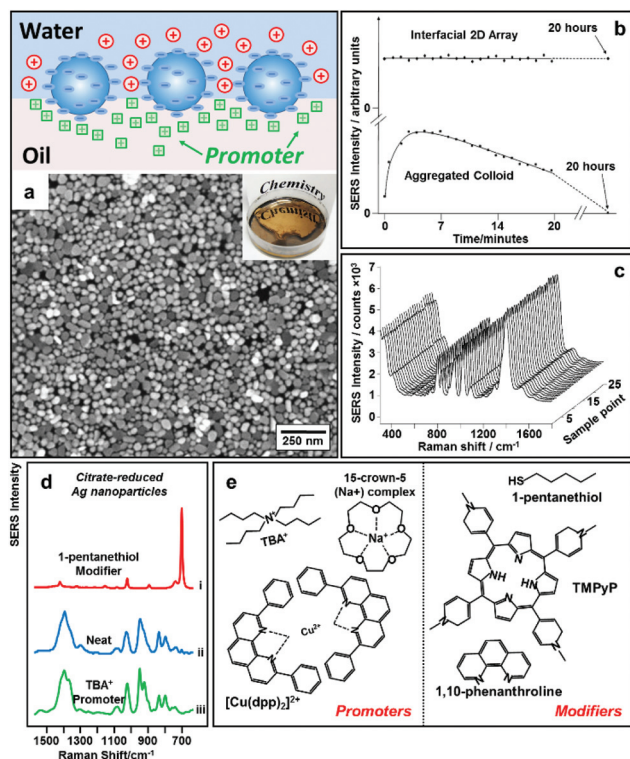 Water
Oil
Promoter
a
Chemistry
Chemistry
250 nm
b
SERS Intensity / arbitrary units
Interfacial 2D Array
20 hours
0
Aggregated Colloid
20 hours
0
0
7
14
20
Time/minutes
c
SERS Intensity / counts ×10³
7
6
5
4
3
2
1
0
400
800
1200
1600
Raman shift / cm⁻¹
5
15
25
Sample point
d
SERS Intensity
Citrate-reduced
Ag nanoparticles
1-pentanethiol
Modifier
i
Neat
ii
TBA⁺
Promoter
iii
1500
1300
1100
900
700
Raman Shift/cm⁻¹
e
15-crown-5
(Na+) complex
N⁺
TBA⁺
O
O
O
O
O
Na⁺
N
N
Cu²⁺
N
N
[Cu(dpp)₂]²⁺
Promoters
HS
1-pentanethiol
N
N
N
NH
HN
N
N
N
TMPyP
N
N
1,10-phenanthroline
Modifiers